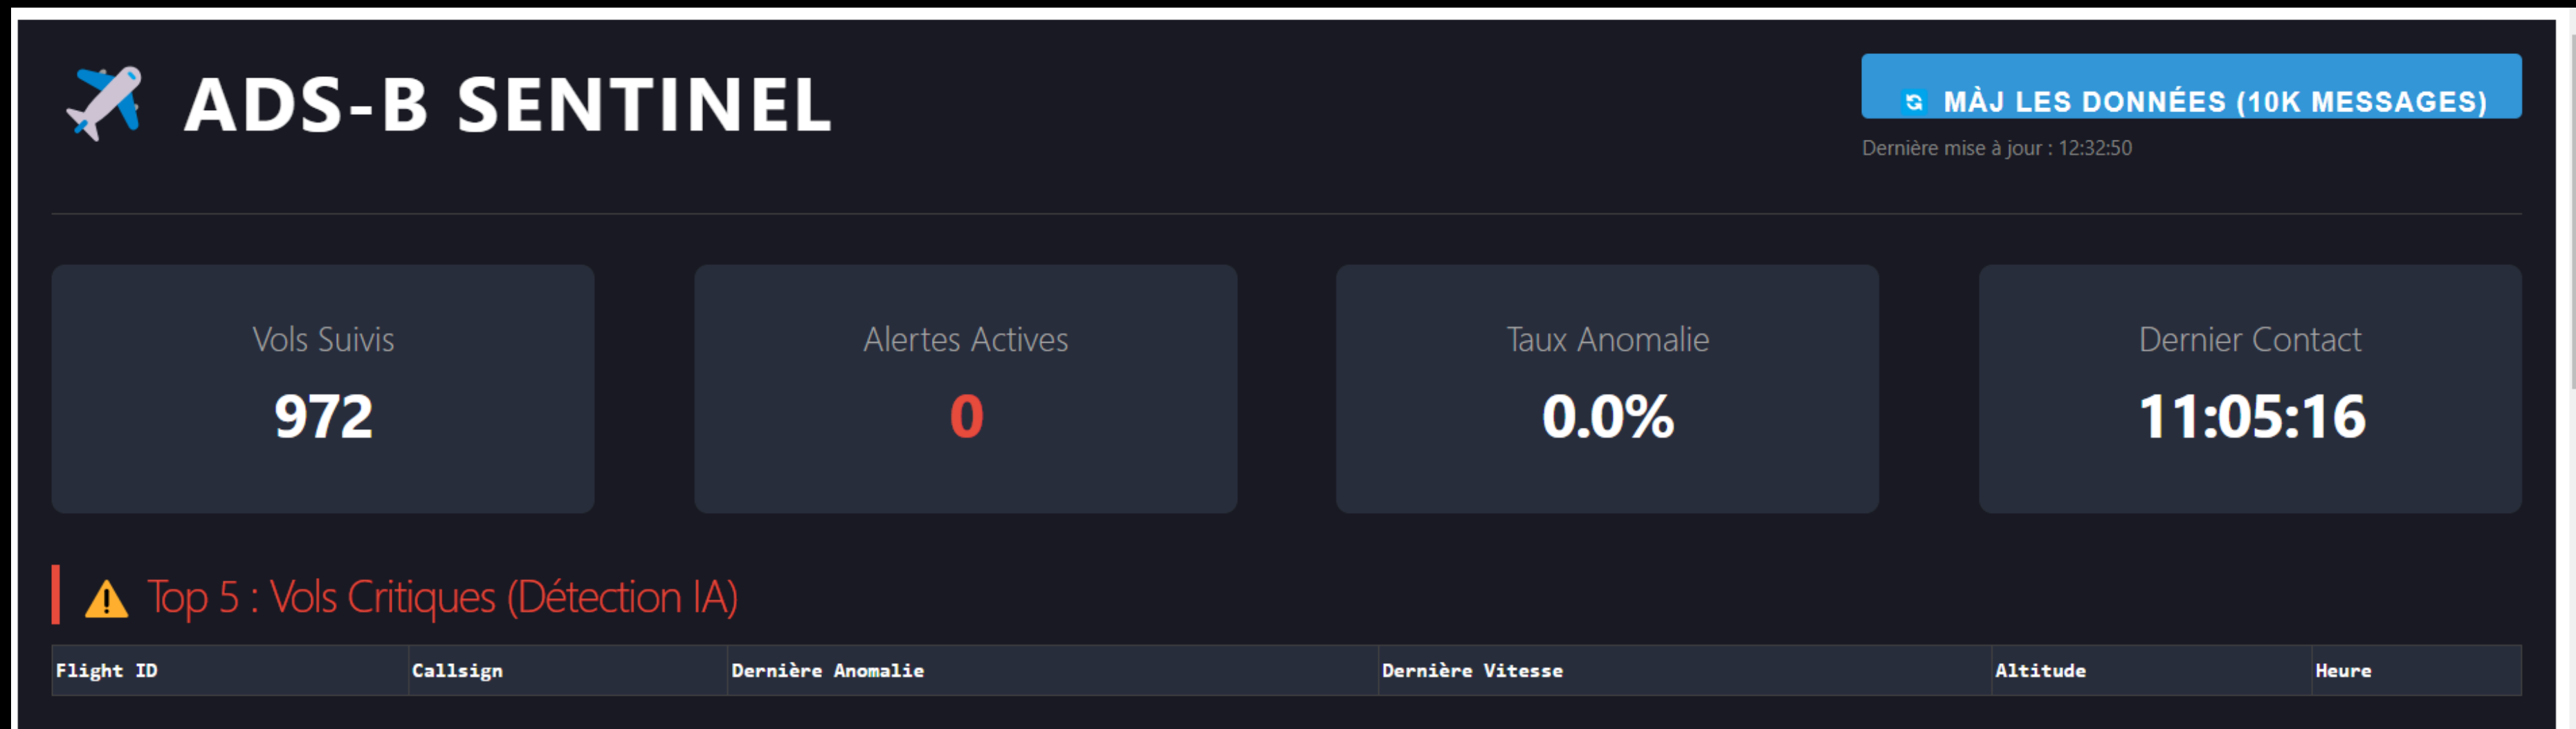 ADS-B SENTINEL
MÀJ LES DONNÉES (10K MESSAGES)
Dernière mise à jour : 12:32:50
Vols Suivis
972
Alertes Actives
0
Taux Anomalie
0.0%
Dernier Contact
11:05:16
Top 5 : Vols Critiques (Détection IA)
Flight ID Callsign Dernière Anomalie Dernière Vitesse Altitude Heure